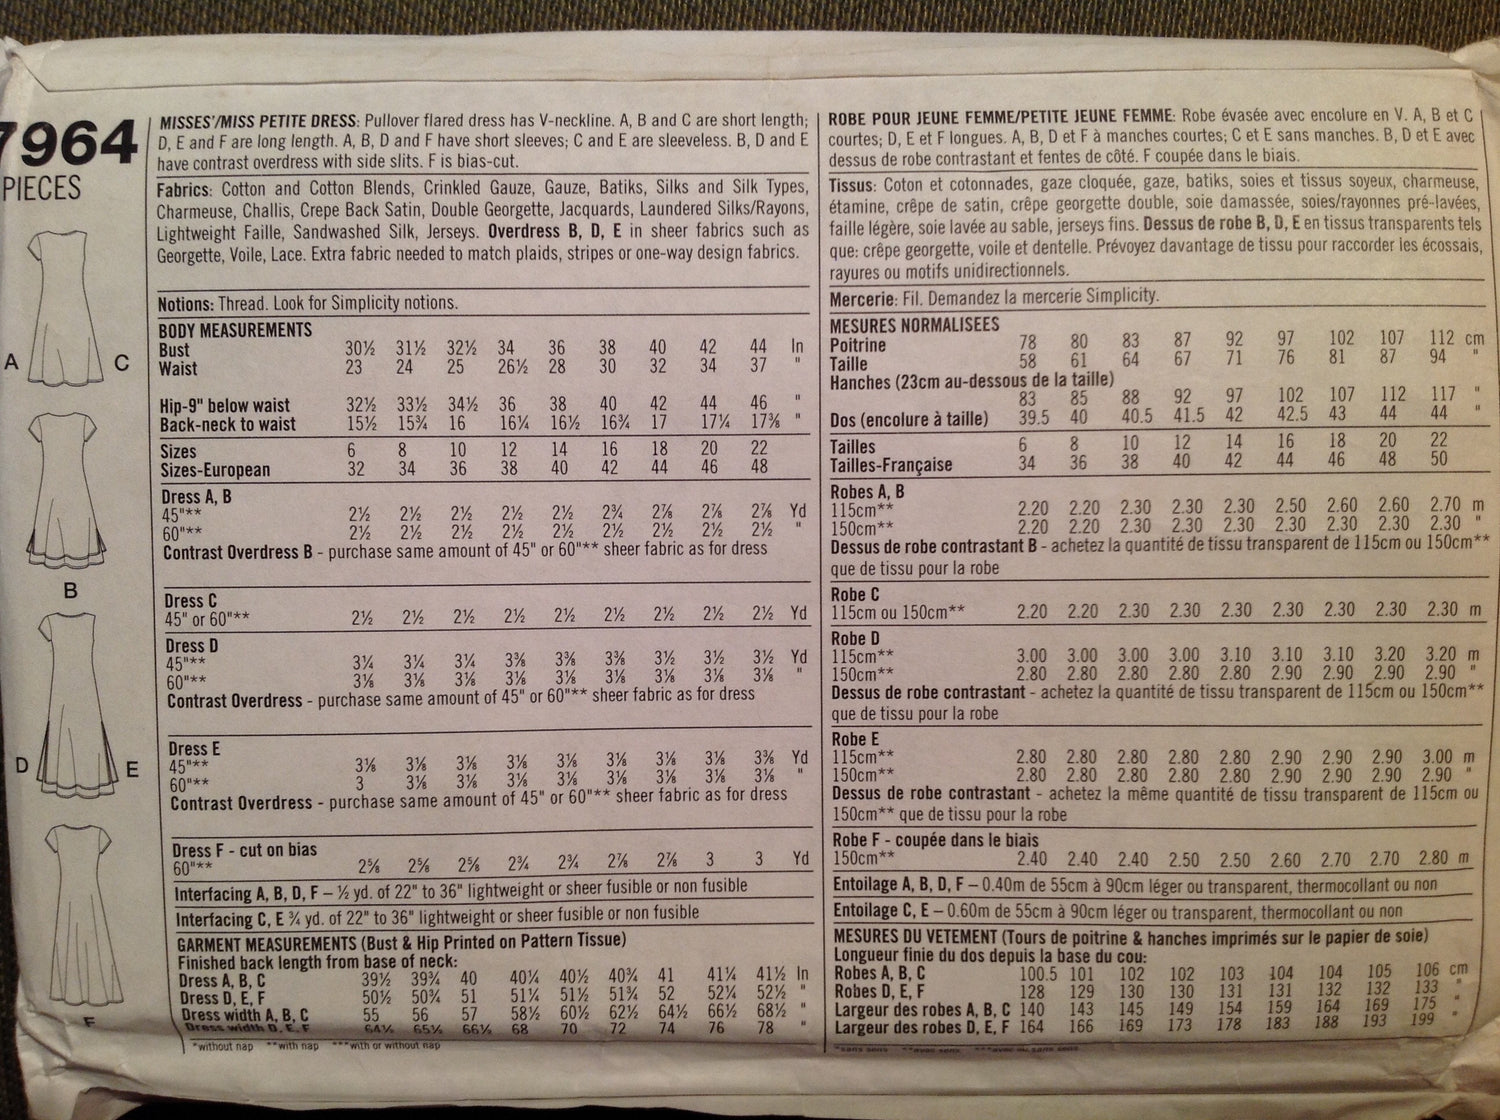 7964
PIECES
A
C
B
D
E
F
MISSES'/MISS PETITE DRESS: Pullover flared dress has V-neckline. A, B and C are short length;
D, E and F are long length. A, B, D and F have short sleeves; C and E are sleeveless. B, D and E
have contrast overdress with side slits. F is bias-cut.
Fabrics: Cotton and Cotton Blends, Crinkled Gauze, Gauze, Batiks, Silks and Silk Types,
Charmeuse, Challis, Crepe Back Satin, Double Georgette, Jacquards, Laundered Silks/Rayons,
Lightweight Faille, Sandwashed Silk, Jerseys. Overdress B, D, E in sheer fabrics such as
Georgette, Voile, Lace. Extra fabric needed to match plaids, stripes or one-way design fabrics.
Notions: Thread. Look for Simplicity notions.
BODY MEASUREMENTS
Bust 30½ 31½ 32½ 34 36 38 40 42 44 In
Waist 23 24 25 26½ 28 30 32 34 37 "
Hip-9" below waist 32½ 33½ 34½ 36 38 40 42 44 46 "
Back-neck to waist 15½ 15¾ 16 16¼ 16½ 16¾ 17 17¼ 17⅜ "
Sizes 6 8 10 12 14 16 18 20 22
Sizes-European 32 34 36 38 40 42 44 46 48
Dress A, B
45"** 2½ 2½ 2½ 2½ 2½ 2¾ 2⅞ 2⅞ 2⅞ Yd
60"** 2½ 2½ 2½ 2½ 2½ 2½ 2½ 2½ 2½ "
Contrast Overdress B - purchase same amount of 45" or 60"** sheer fabric as for dress
Dress C
45" or 60"** 2½ 2½ 2½ 2½ 2½ 2½ 2½ 2½ 2½ Yd
Dress D
45"** 3¼ 3¼ 3¼ 3⅜ 3⅜ 3⅜ 3½ 3½ 3½ Yd
60"** 3⅛ 3⅛ 3⅛ 3⅛ 3⅛ 3⅛ 3⅛ 3⅛ 3⅛ "
Contrast Overdress - purchase same amount of 45" or 60"** sheer fabric as for dress
Dress E
45"** 3⅛ 3⅛ 3⅛ 3⅛ 3⅛ 3⅛ 3⅛ 3⅛ 3⅜ Yd
60"** 3 3⅛ 3⅛ 3⅛ 3⅛ 3⅛ 3⅛ 3⅛ 3⅛ "
Contrast Overdress - purchase same amount of 45" or 60"** sheer fabric as for dress
Dress F - cut on bias
60"** 2⅝ 2⅝ 2⅝ 2¾ 2¾ 2⅞ 2⅞ 3 3 Yd
Interfacing A, B, D, F – ½ yd. of 22" to 36" lightweight or sheer fusible or non fusible
Interfacing C, E ¾ yd. of 22" to 36" lightweight or sheer fusible or non fusible
GARMENT MEASUREMENTS (Bust & Hip Printed on Pattern Tissue)
Finished back length from base of neck:
Dress A, B, C 39½ 39¾ 40 40¼ 40½ 40¾ 41 41¼ 41½ In
Dress D, E, F 50½ 50¾ 51 51¼ 51½ 51¾ 52 52¼ 52½ "
Dress width A, B, C 55 56 57 58½ 60½ 62½ 64½ 66½ 68½ "
Dress width D, E, F 64½ 65½ 66½ 68 70 72 74 76 78 "
*without nap **with nap ***with or without nap
ROBE POUR JEUNE FEMME/PETITE JEUNE FEMME: Robe évasée avec encolure en V. A, B et C
courtes; D, E et F longues. A, B, D et F à manches courtes; C et E sans manches. B, D et E avec
dessus de robe contrastant et fentes de côté. F coupée dans le biais.
Tissus: Coton et cotonnades, gaze cloquée, gaze, batiks, soies et tissus soyeux, charmeuse,
étamine, crêpe de satin, crêpe georgette double, soie damassée, soies/rayonnes pré-lavées,
faille légère, soie lavée au sable, jerseys fins. Dessus de robe B, D, E en tissus transparents tels
que: crêpe georgette, voile et dentelle. Prévoyez davantage de tissu pour raccorder les écossais,
rayures ou motifs unidirectionnels.
Mercerie: Fil. Demandez la mercerie Simplicity.
MESURES NORMALISEES
Poitrine 78 80 83 87 92 97 102 107 112 cm
Taille 58 61 64 67 71 76 81 87 94 "
Hanches (23cm au-dessous de la taille)
83 85 88 92 97 102 107 112 117 "
Dos (encolure à taille) 39.5 40 40.5 41.5 42 42.5 43 44 44 "
Tailles 6 8 10 12 14 16 18 20 22
Tailles-Française 34 36 38 40 42 44 46 48 50
Robes A, B
115cm** 2.20 2.20 2.30 2.30 2.30 2.50 2.60 2.60 2.70 m
150cm** 2.20 2.20 2.30 2.30 2.30 2.30 2.30 2.30 2.30 "
Dessus de robe contrastant B - achetez la quantité de tissu transparent de 115cm ou 150cm**
que de tissu pour la robe
Robe C
115cm ou 150cm** 2.20 2.20 2.30 2.30 2.30 2.30 2.30 2.30 2.30 m
Robe D
115cm** 3.00 3.00 3.00 3.00 3.10 3.10 3.10 3.20 3.20 m
150cm** 2.80 2.80 2.80 2.80 2.80 2.90 2.90 2.90 2.90 "
Dessus de robe contrastant - achetez la quantité de tissu transparent de 115cm ou 150cm**
que de tissu pour la robe
Robe E
115cm** 2.80 2.80 2.80 2.80 2.80 2.90 2.90 2.90 3.00 m
150cm** 2.80 2.80 2.80 2.80 2.80 2.90 2.90 2.90 2.90 "
Dessus de robe contrastant - achetez la même quantité de tissu transparent de 115cm ou
150cm** que de tissu pour la robe
Robe F - coupée dans le biais
150cm** 2.40 2.40 2.40 2.50 2.50 2.60 2.70 2.70 2.80 m
Entoilage A, B, D, F – 0.40m de 55cm à 90cm léger ou transparent, thermocollant ou non
Entoilage C, E – 0.60m de 55cm à 90cm léger ou transparent, thermocollant ou non
MESURES DU VETEMENT (Tours de poitrine & hanches imprimés sur le papier de soie)
Longueur finie du dos depuis la base du cou:
Robes A, B, C 100.5 101 102 102 103 104 104 105 106 cm
Robes D, E, F 128 129 130 130 131 131 132 132 133 "
Largeur des robes A, B, C 140 143 145 149 154 159 164 169 175 "
Largeur des robes D, E, F 164 166 169 173 178 183 188 193 199 "